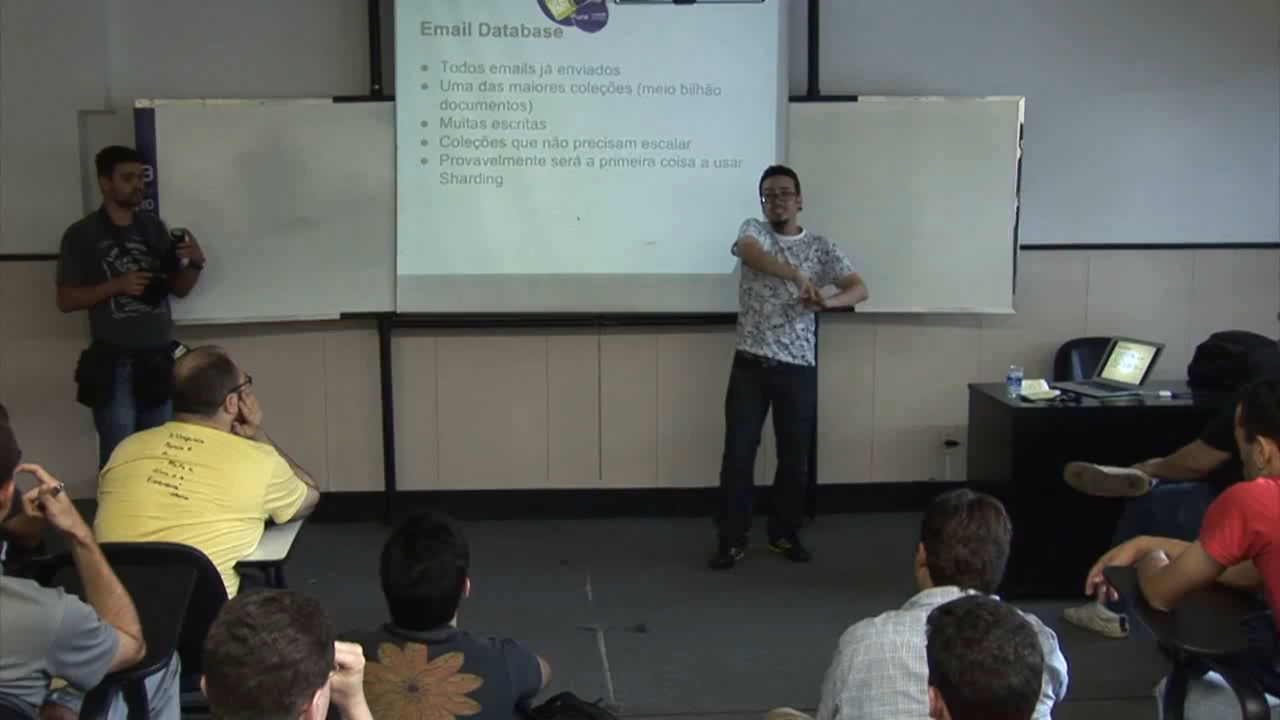 Email Database
● Todos emails já enviados
● Uma das maiores coleções (meio bilhão
documentos)
● Muitas escritas
● Coleções que não precisam escalar
● Provavelmente será a primeira coisa a usar
Sharding